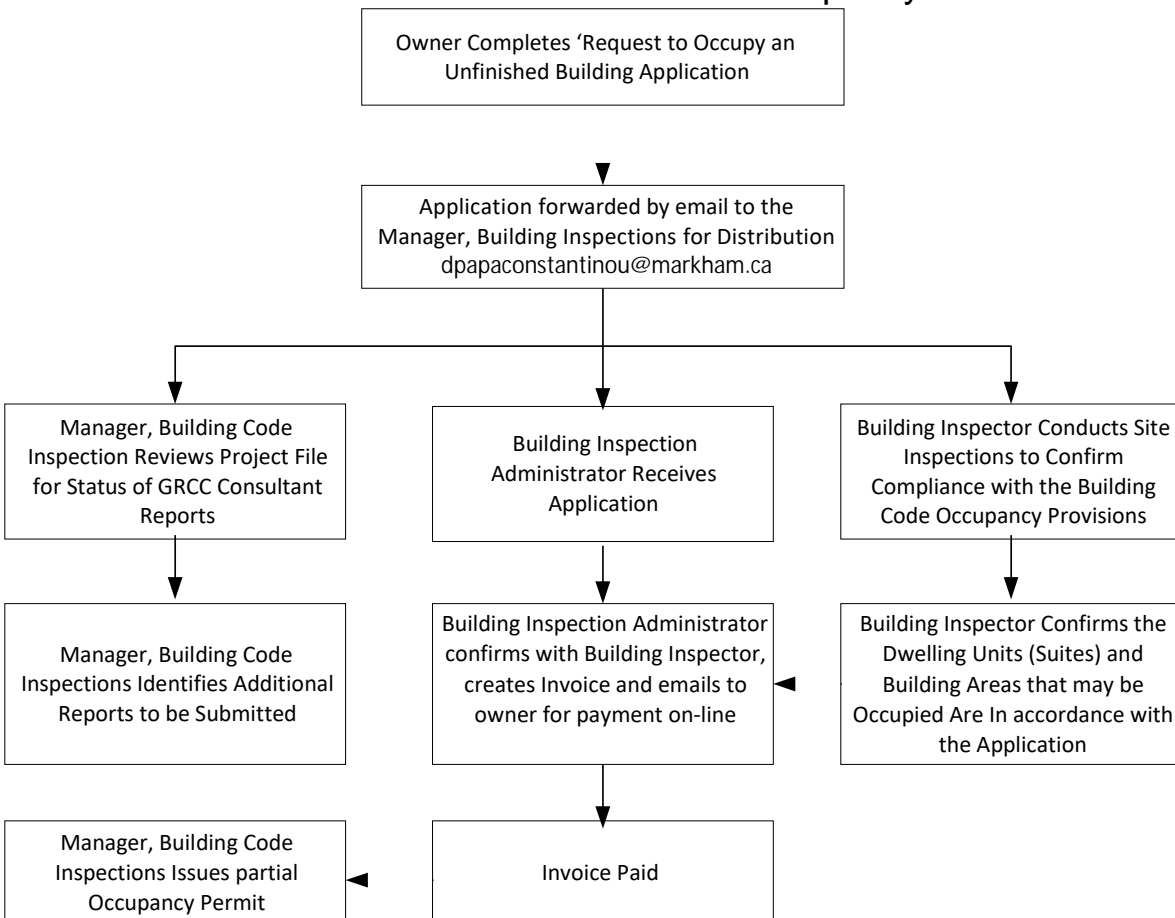 Owner Completes ‘Request to Occupy an
Unfinished Building Application
Application forwarded by email to the
Manager, Building Inspections for Distribution
dpapaconstantinou@markham.ca
Manager, Building Code
Inspection Reviews Project File
for Status of GRCC Consultant
Reports
Building Inspection
Administrator Receives
Application
Building Inspector Conducts Site
Inspections to Confirm
Compliance with the Building
Code Occupancy Provisions
Manager, Building Code
Inspections Identifies Additional
Reports to be Submitted
Building Inspection Administrator
confirms with Building Inspector,
creates Invoice and emails to
owner for payment on-line
Building Inspector Confirms the
Dwelling Units (Suites) and
Building Areas that may be
Occupied Are In accordance with
the Application
Manager, Building Code
Inspections Issues partial
Occupancy Permit
Invoice Paid